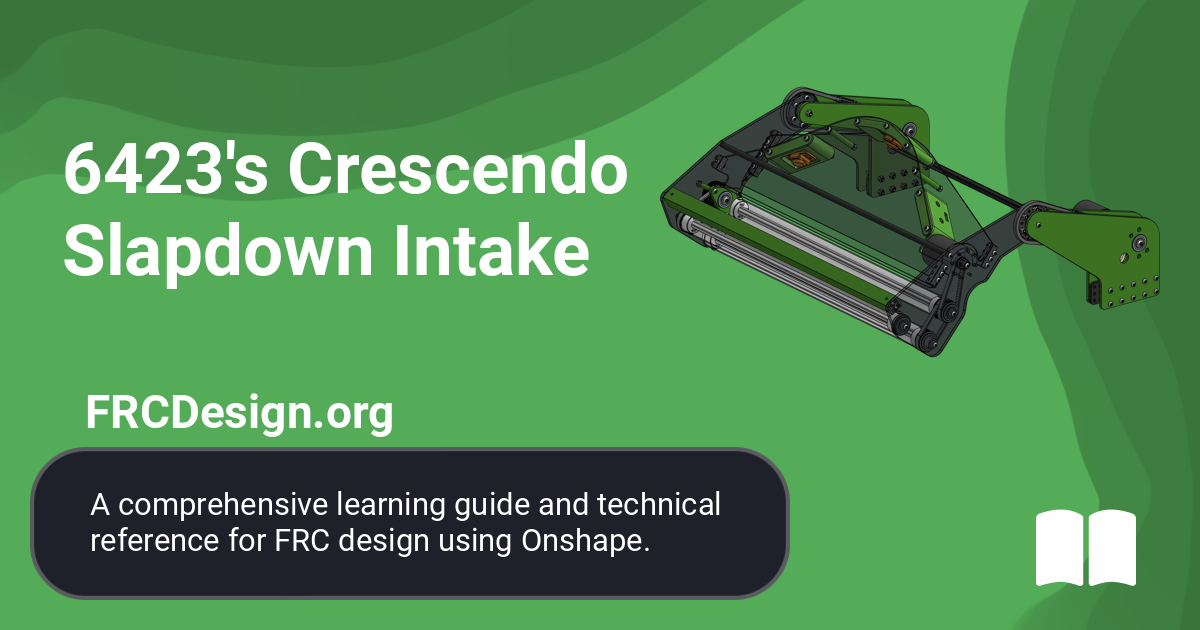 6423's Crescendo
Slapdown Intake
FRCDesign.org
A comprehensive learning guide and technical
reference for FRC design using Onshape.